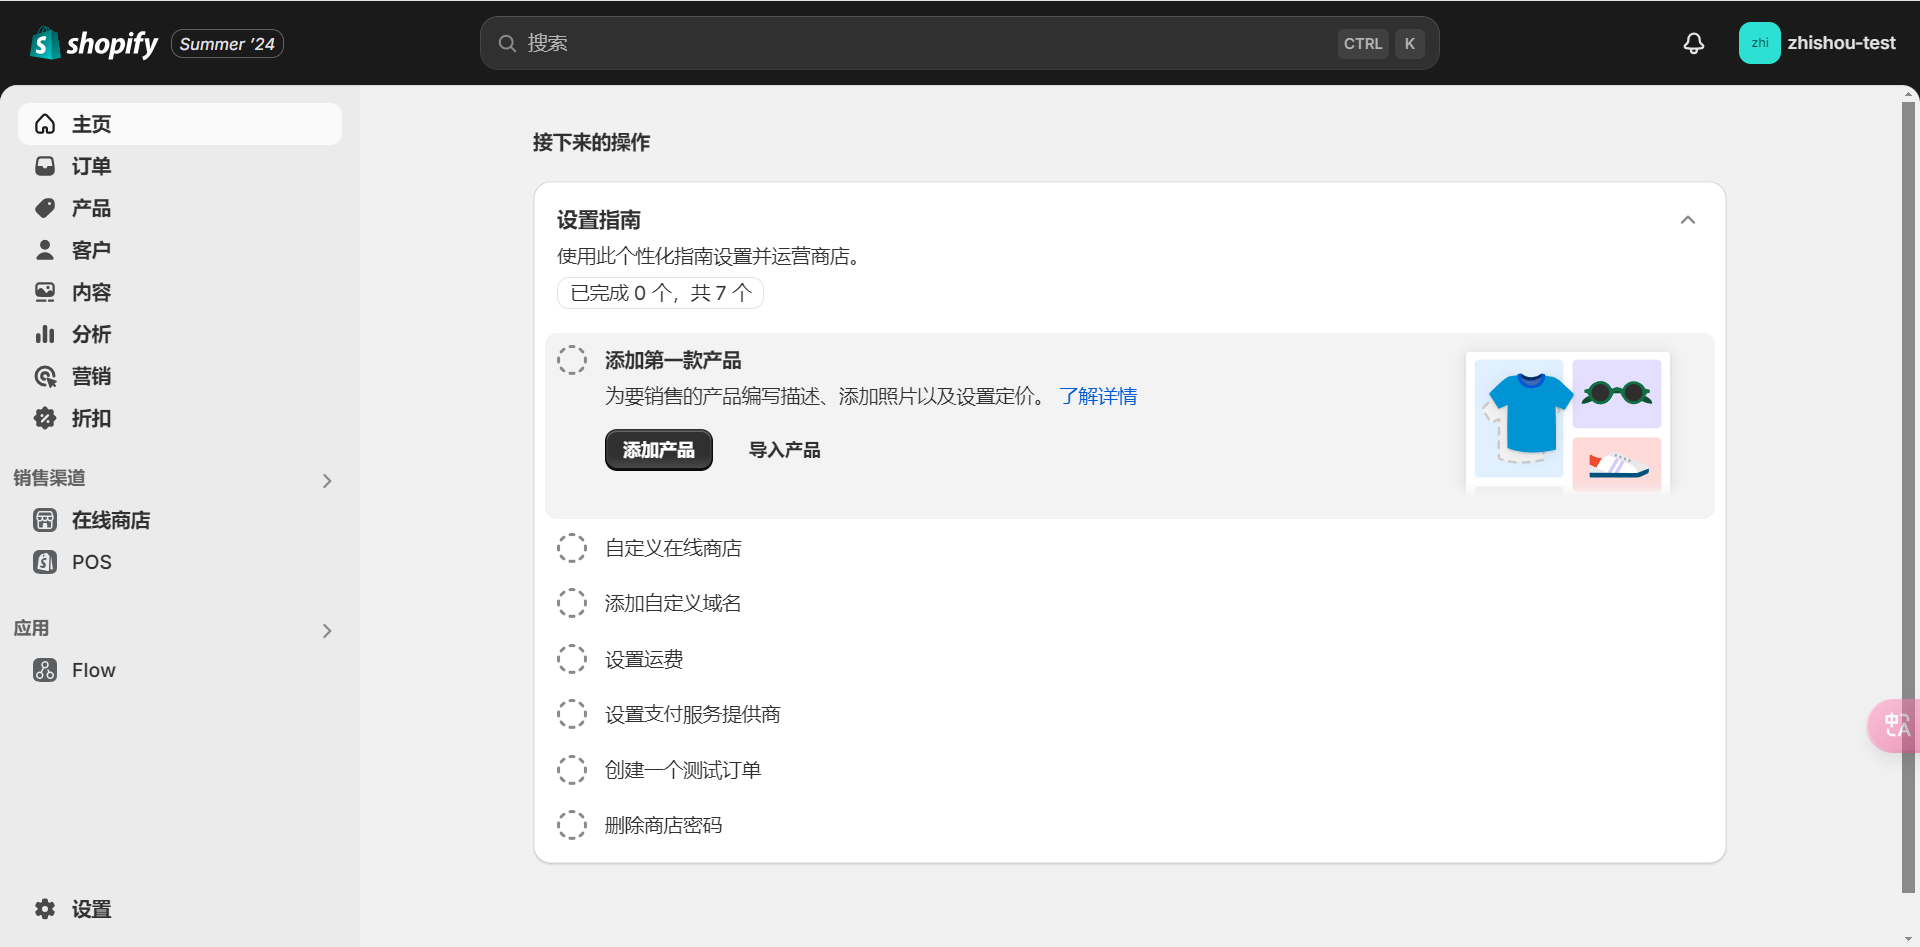 shopify
Summer '24
搜索
CTRL K
zhi
zhishou-test
主页
订单
产品
客户
内容
分析
营销
折扣
销售渠道
在线商店
POS
应用
Flow
设置
接下来的操作
设置指南
使用此个性化指南设置并运营商店。
已完成 0 个，共 7 个
添加第一款产品
为要销售的产品编写描述、添加照片以及设置定价。 了解详情
添加产品
导入产品
自定义在线商店
添加自定义域名
设置运费
设置支付服务提供商
创建一个测试订单
删除商店密码
中A